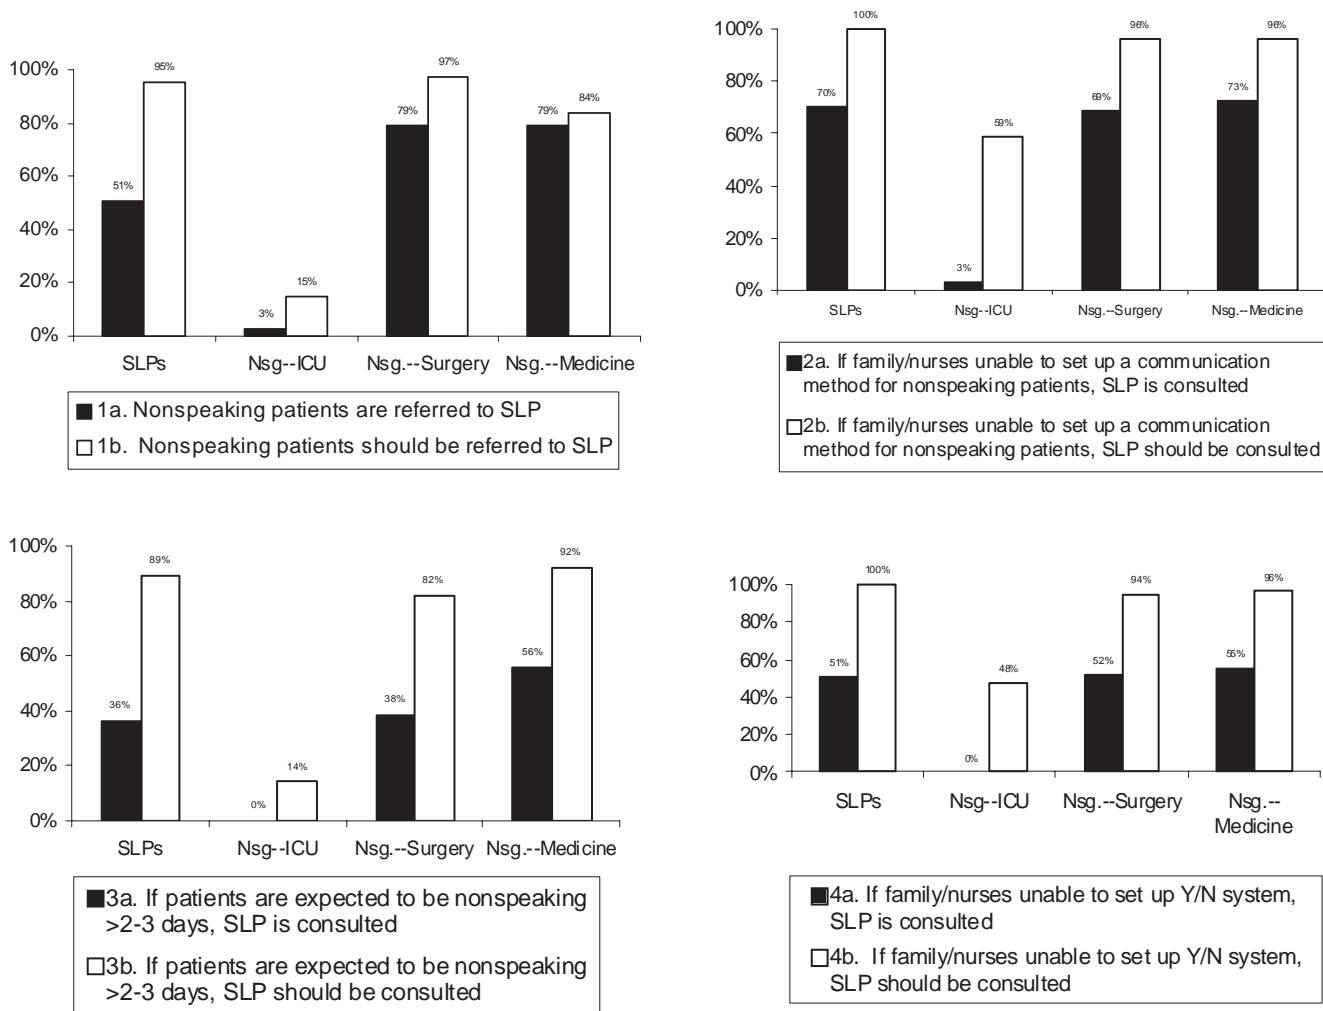 100%
80%
60%
40%
20%
0%
51%
95%
3%
15%
79%
97%
79%
84%
SLPs
Nsg--ICU
Nsg.--Surgery
Nsg.--Medicine
1a. Nonspeaking patients are referred to SLP
1b. Nonspeaking patients should be referred to SLP
100%
80%
60%
40%
20%
0%
70%
100%
3%
59%
69%
96%
73%
96%
SLPs
Nsg--ICU
Nsg.--Surgery
Nsg.--Medicine
2a. If family/nurses unable to set up a communication
method for nonspeaking patients, SLP is consulted
2b. If family/nurses unable to set up a communication
method for nonspeaking patients, SLP should be consulted
100%
80%
60%
40%
20%
0%
36%
89%
0%
14%
38%
82%
56%
92%
SLPs
Nsg--ICU
Nsg.--Surgery
Nsg.--Medicine
3a. If patients are expected to be nonspeaking
>2-3 days, SLP is consulted
3b. If patients are expected to be nonspeaking
>2-3 days, SLP should be consulted
100%
80%
60%
40%
20%
0%
51%
100%
0%
48%
52%
94%
55%
96%
SLPs
Nsg--ICU
Nsg.--Surgery
Nsg.--
Medicine
4a. If family/nurses unable to set up Y/N system,
SLP is consulted
4b. If family/nurses unable to set up Y/N system,
SLP should be consulted